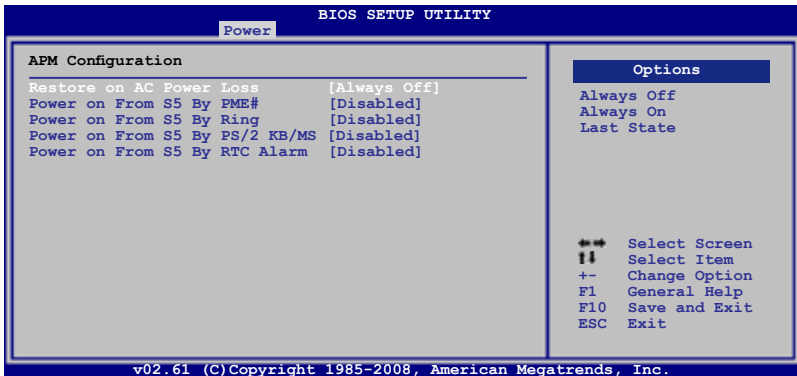 BIOS SETUP UTILITY
Power
APM Configuration
Restore on AC Power Loss [Always Off]
Power on From S5 By PME# [Disabled]
Power on From S5 By Ring [Disabled]
Power on From S5 By PS/2 KB/MS [Disabled]
Power on From S5 By RTC Alarm [Disabled]
Options
Always Off
Always On
Last State
←→ Select Screen
↑↓ Select Item
+- Change Option
F1 General Help
F10 Save and Exit
ESC Exit
v02.61 (C)Copyright 1985-2008, American Megatrends, Inc.